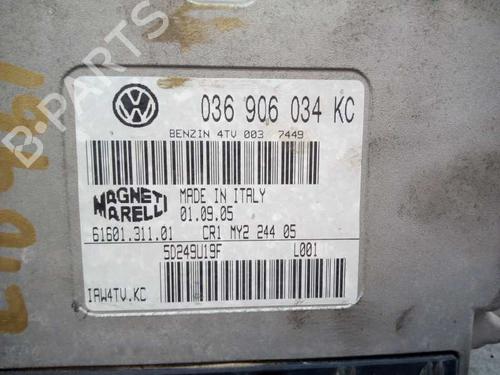 036 906 034 KC
BENZIN 4TV 003 7449
MAGNETI MARELLI
MADE IN ITALY
01.09.05
61601.311.01 CR1 MY2 244 05
5D249U19F L001
IAW4TV.KC
B-PARTS